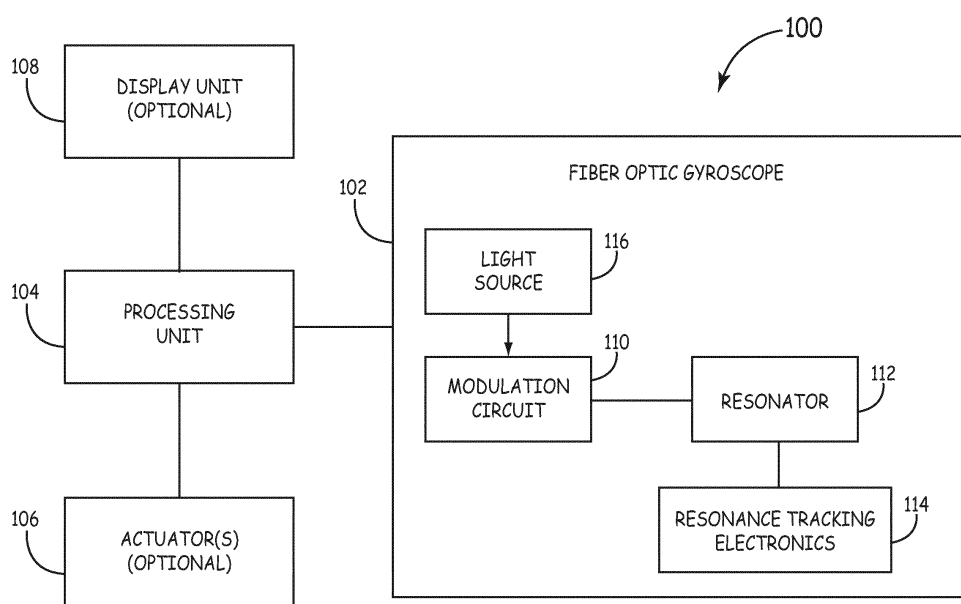 100
108
DISPLAY UNIT
(OPTIONAL)
FIBER OPTIC GYROSCOPE
102
116
LIGHT
SOURCE
104
PROCESSING
UNIT
110
MODULATION
CIRCUIT
112
RESONATOR
106
ACTUATOR(S)
(OPTIONAL)
114
RESONANCE TRACKING
ELECTRONICS